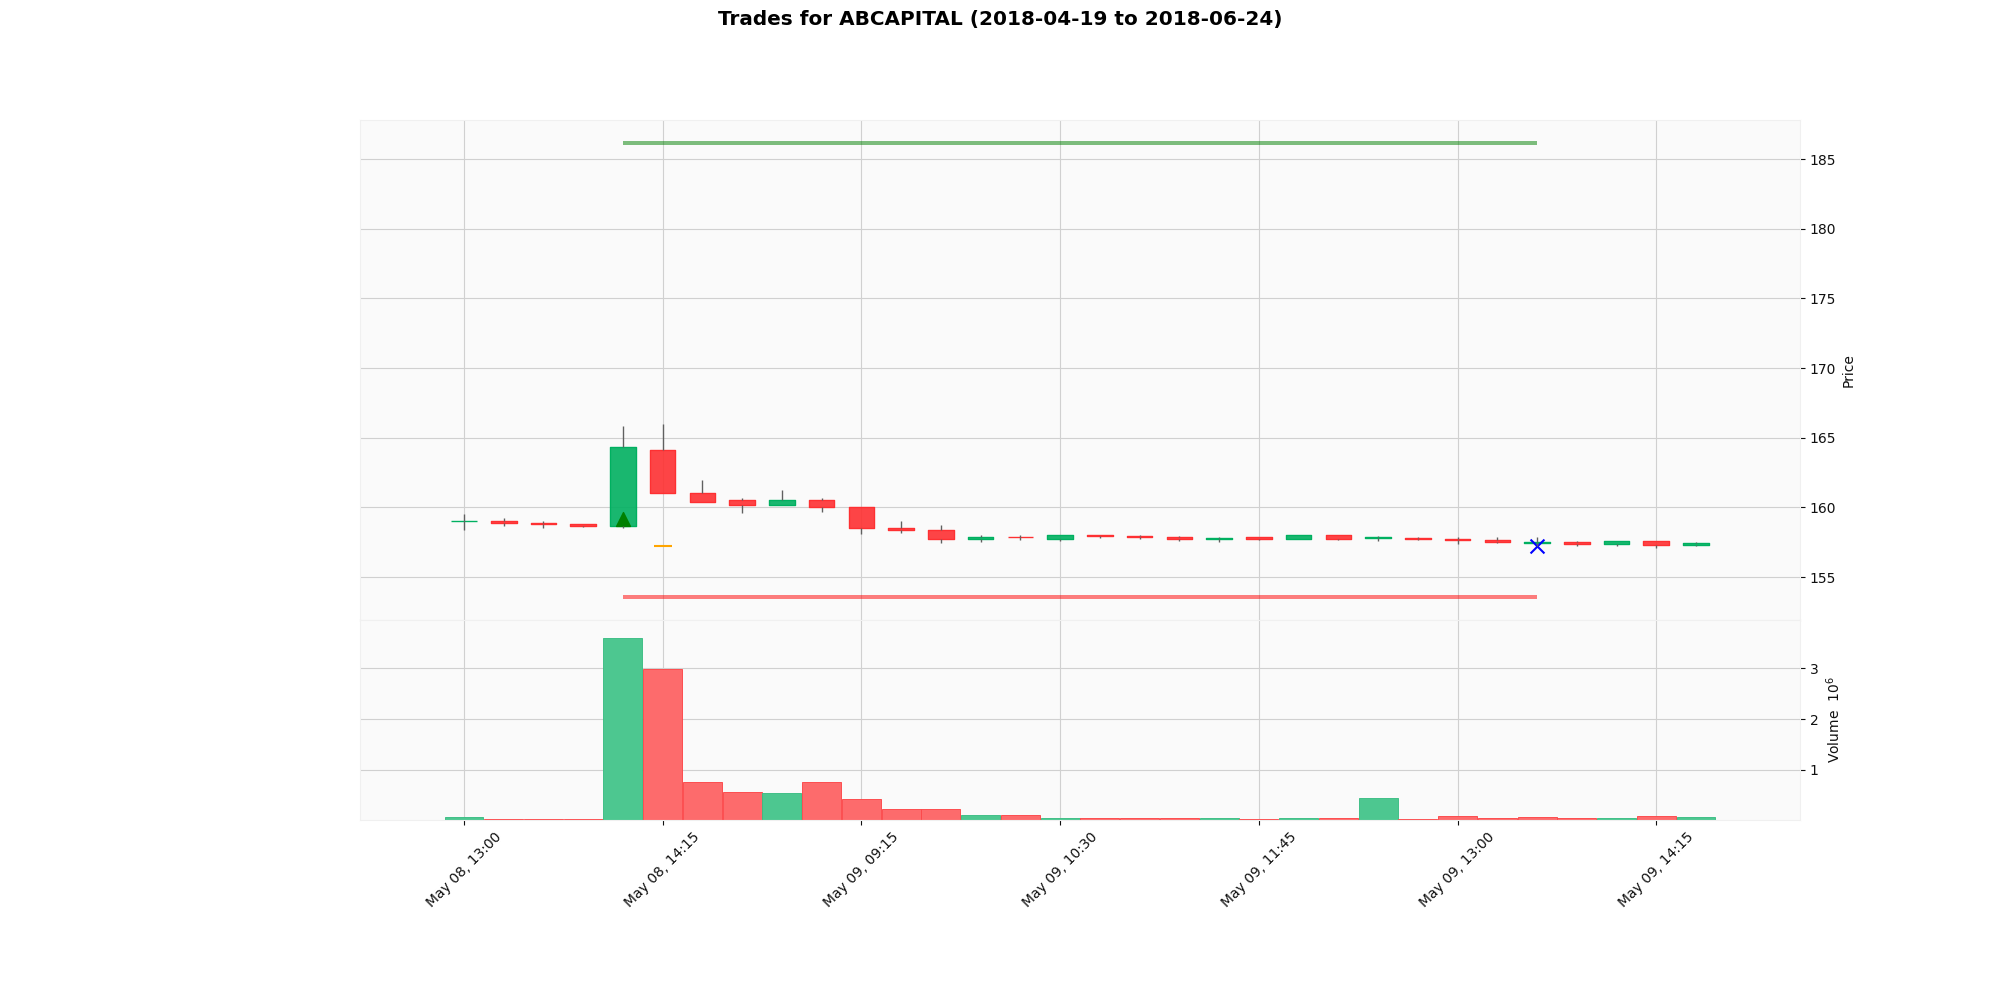 Trades for ABCAPITAL (2018-04-19 to 2018-06-24)
185
180
175
170
165
160
155
Price
3
2
1
Volume 10^6
May 08, 13:00
May 08, 14:15
May 09, 09:15
May 09, 10:30
May 09, 11:45
May 09, 13:00
May 09, 14:15